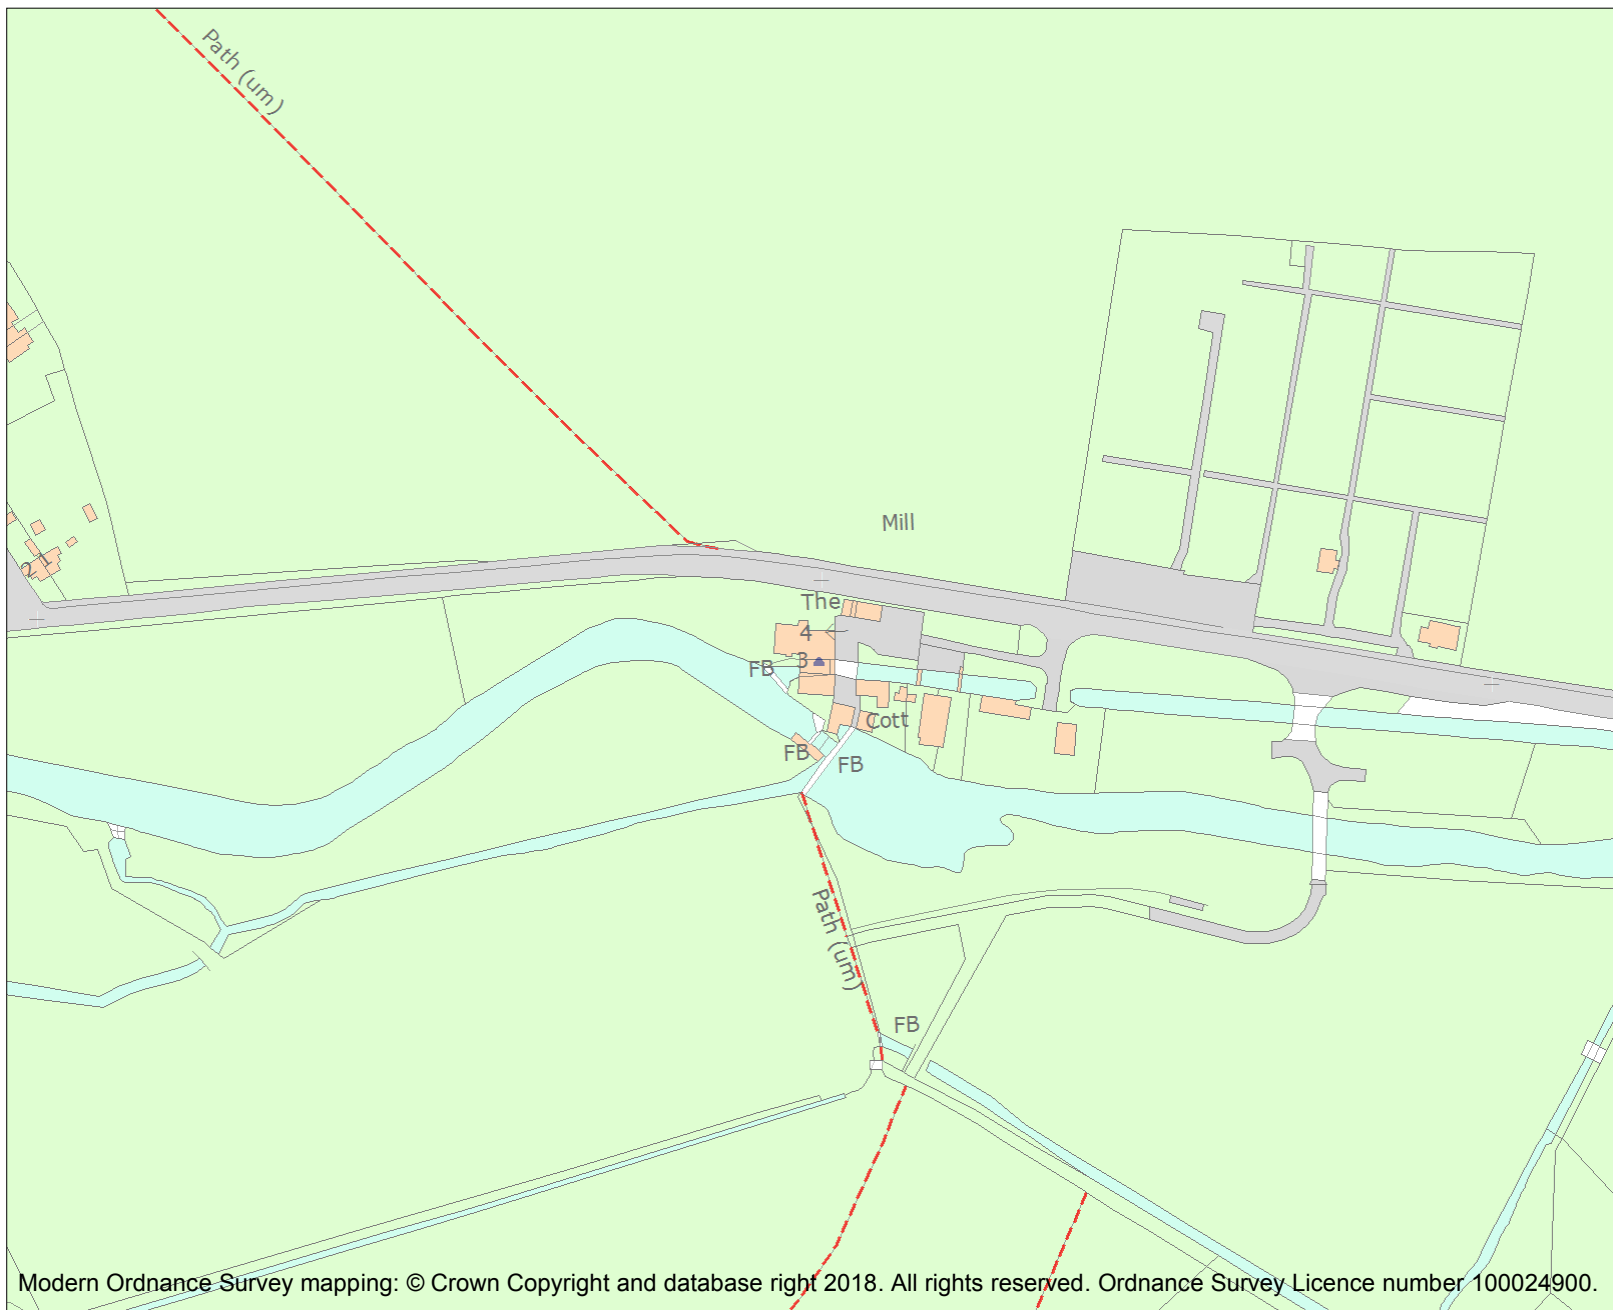 Path (um)
Mill
The
4
3
FB
21
Cott
FB
FB
Path (um)
FB
Modern Ordnance Survey mapping: © Crown Copyright and database right 2018. All rights reserved. Ordnance Survey Licence number 100024900.